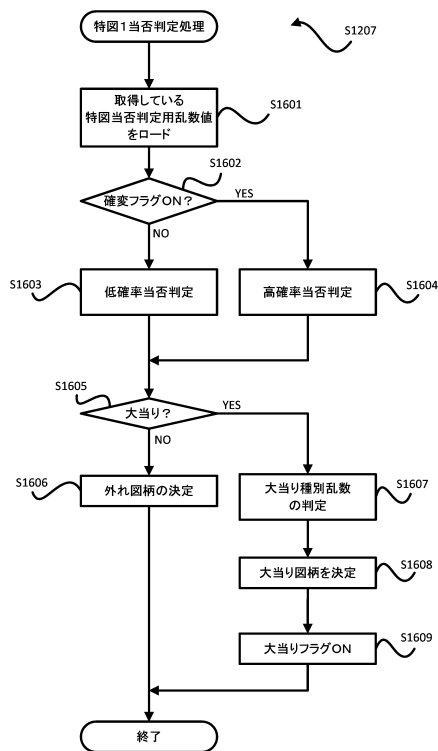 特図１当否判定処理
S1207
取得している
特図当否判定用乱数値
をロード
S1601
S1602
確変フラグＯＮ？
YES
NO
S1603
低確率当否判定
高確率当否判定
S1604
S1605
大当り？
YES
NO
S1606
外れ図柄の決定
大当り種別乱数
の判定
S1607
大当り図柄を決定
S1608
大当りフラグＯＮ
S1609
終了